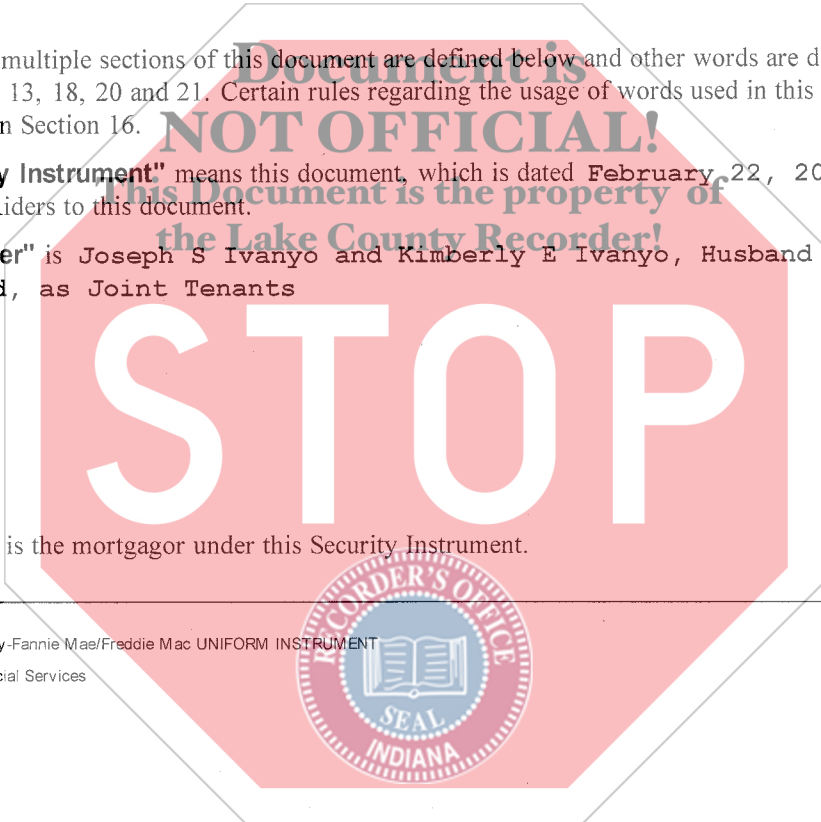 multiple sections of this document are defined below and other words are d
Document is
13, 18, 20 and 21. Certain rules regarding the usage of words used in this
n Section 16.
NOT OFFICIAL!
y Instrument" means this document, which is dated February 22, 20
This Document is the property of
Riders to this document.
the Lake County Recorder!
er" is Joseph S Ivanyo and Kimberly E Ivanyo, Husband
d, as Joint Tenants
STOP
is the mortgagor under this Security Instrument.
RECORDER'S OFFICE
y-Fannie Mae/Freddie Mac UNIFORM INSTRUMENT
cial Services
SEAL
INDIANA